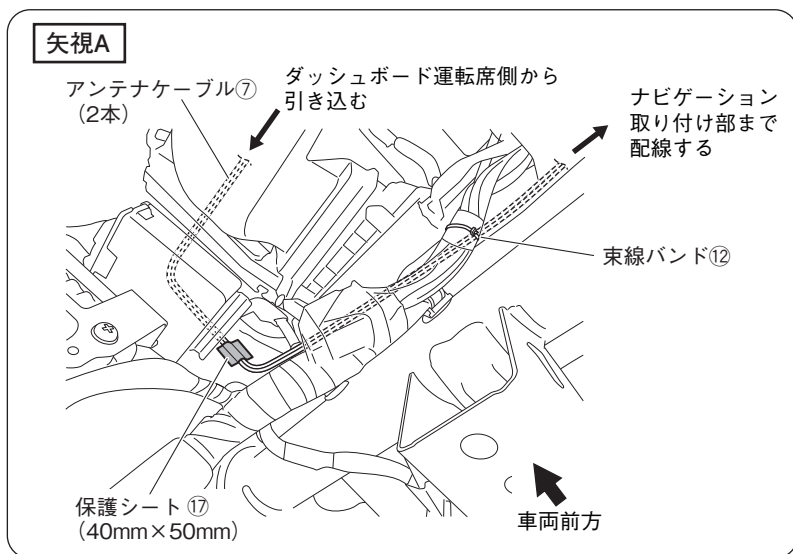 矢視A
アンテナケーブル⑦
(2本)
ダッシュボード運転席側から
引き込む
ナビゲーション
取り付け部まで
配線する
束線バンド⑫
保護シート⑰
(40mm×50mm)
車両前方